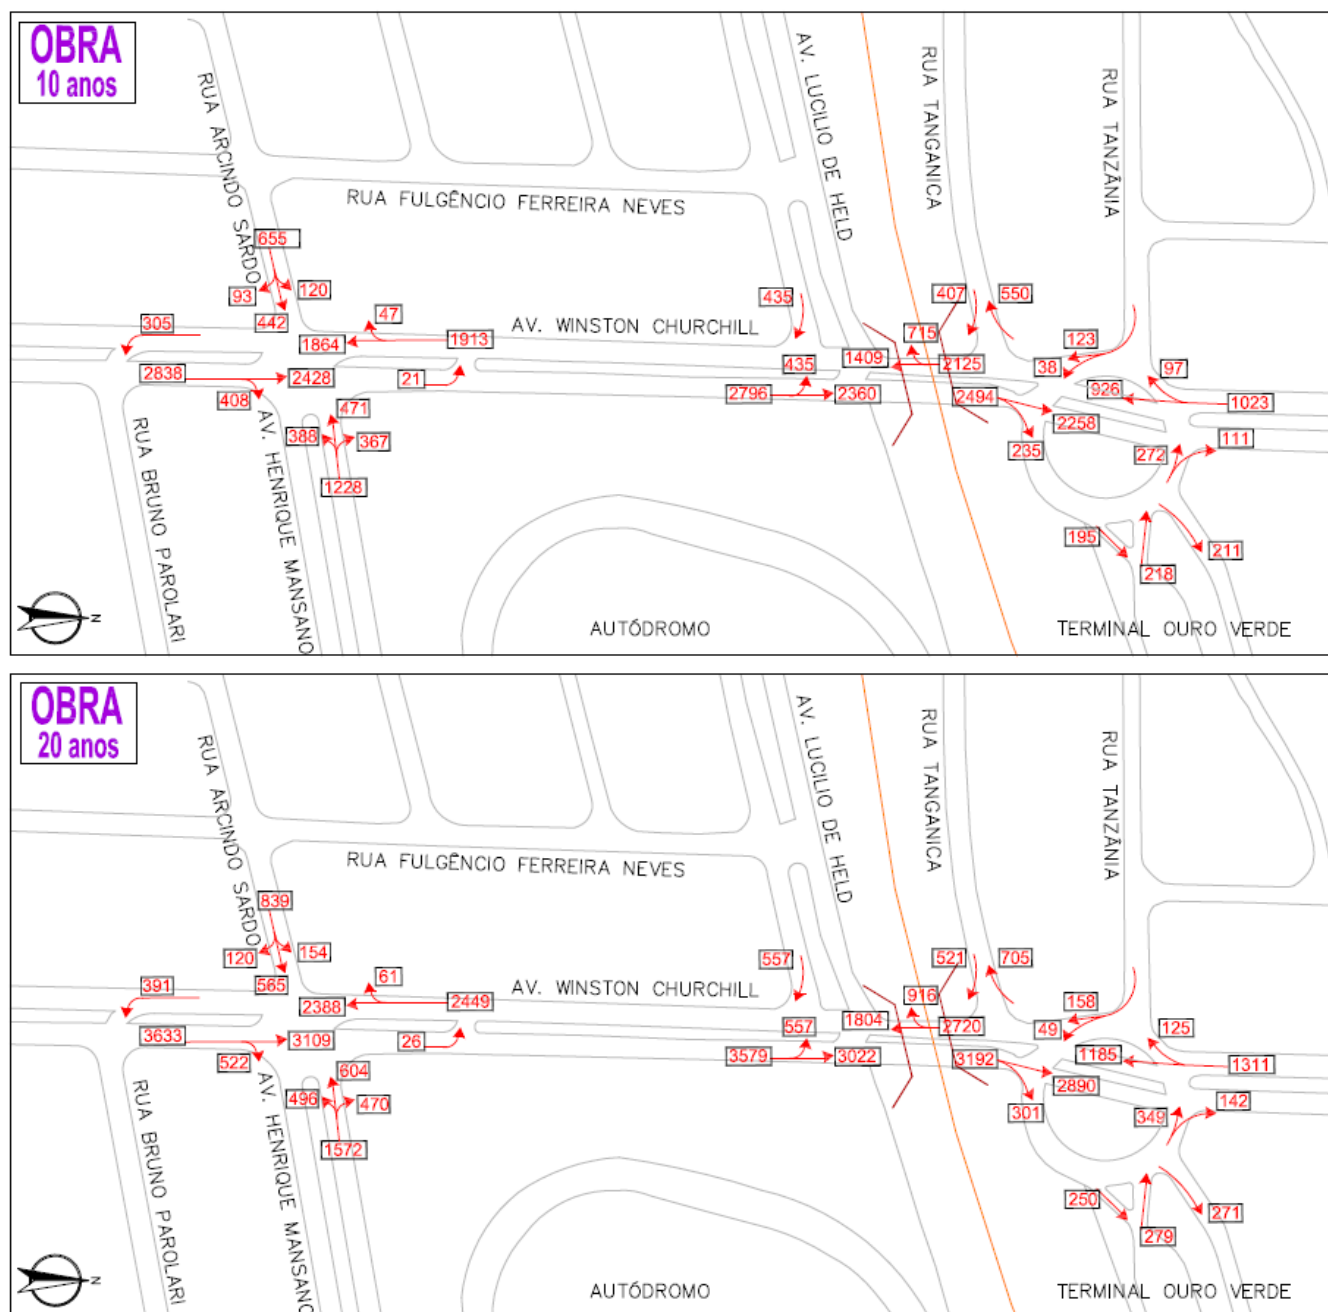 OBRA
10 anos
RUA ARCINDO SARDO
RUA FULGÊNCIO FERREIRA NEVES
AV. LUCILIO DE HELD
RUA TANGANICA
RUA TANZÂNIA
655
93
120
442
305
47
1864
1913
AV. WINSTON CHURCHILL
435
407
550
715
1409
2125
123
38
97
926
1023
2838
2428
21
408
435
2796
2360
2494
2258
235
272
111
471
388
367
1228
195
218
211
RUA BRUNO PAROLARI
AV. HENRIQUE MANSANO
N
AUTÓDROMO
TERMINAL OURO VERDE
OBRA
20 anos
RUA ARCINDO SARDO
RUA FULGÊNCIO FERREIRA NEVES
AV. LUCILIO DE HELD
RUA TANGANICA
RUA TANZÂNIA
839
120
154
565
391
61
2388
2449
AV. WINSTON CHURCHILL
557
521
705
916
1804
2720
158
49
125
1185
1311
3633
3109
26
522
557
3579
3022
3192
2890
301
349
142
604
496
470
1572
250
279
271
RUA BRUNO PAROLARI
AV. HENRIQUE MANSANO
N
AUTÓDROMO
TERMINAL OURO VERDE